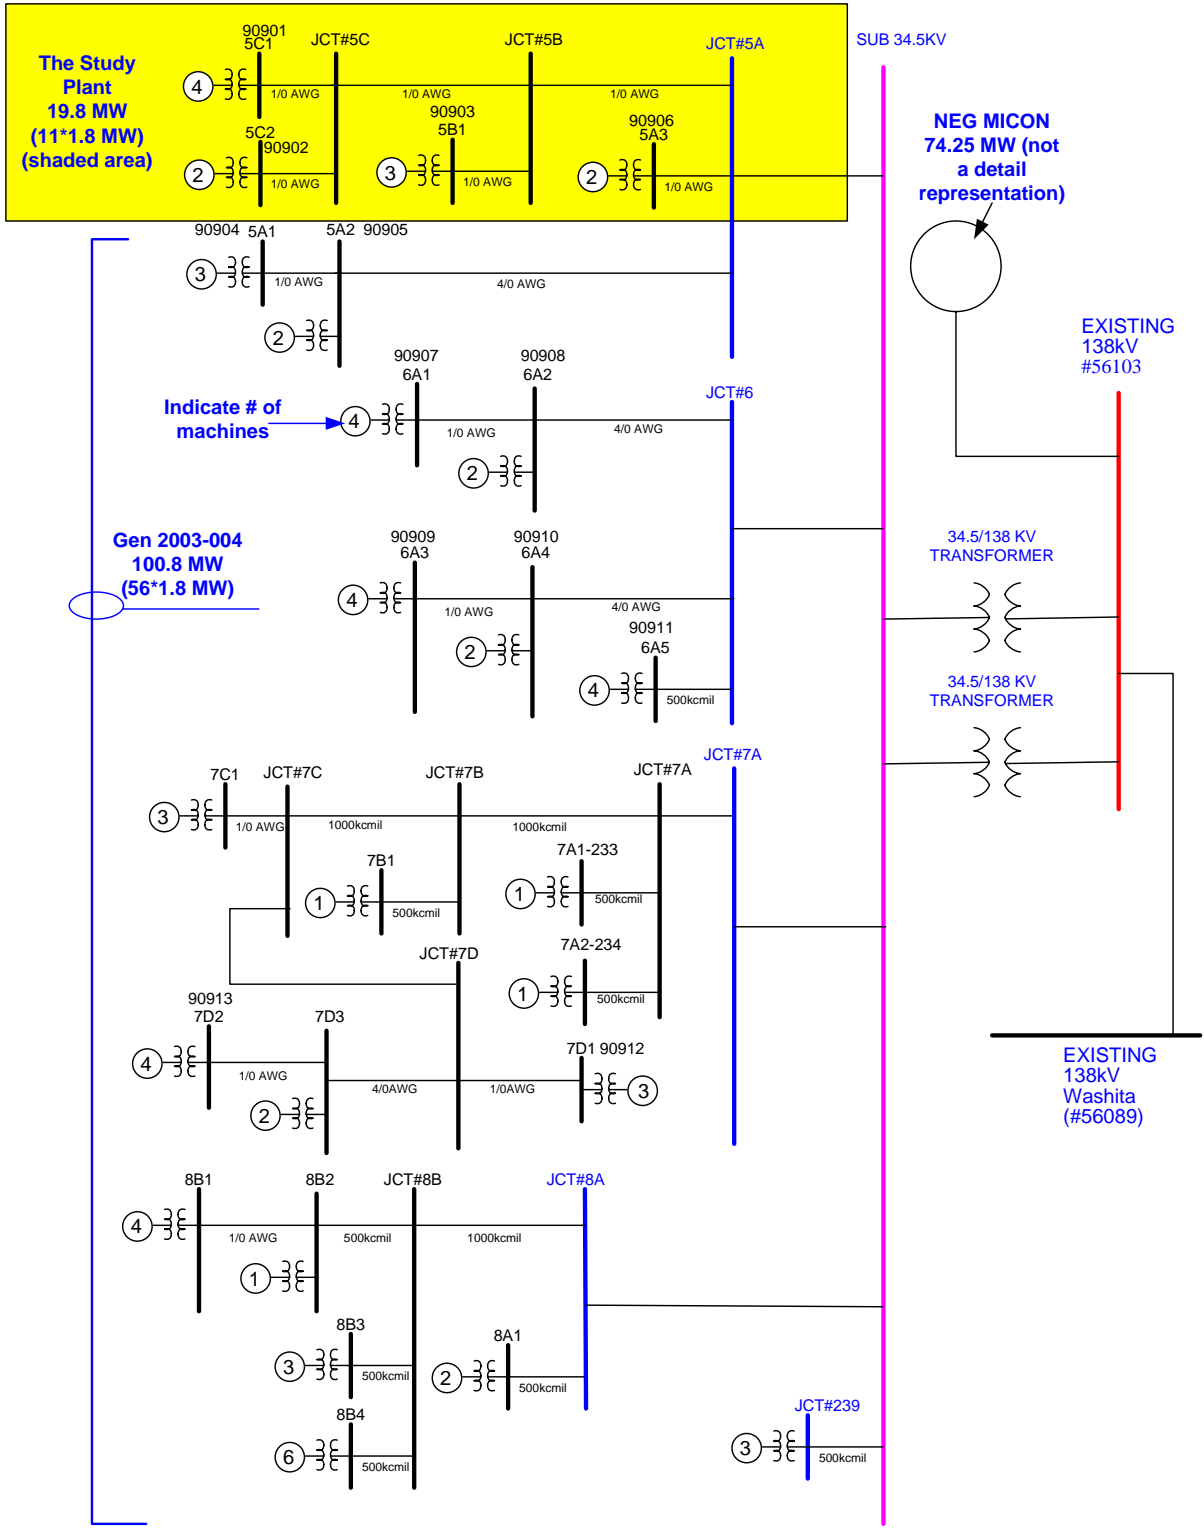 The Study
Plant
19.8 MW
(11*1.8 MW)
(shaded area)
90901
5C1
JCT#5C
JCT#5B
JCT#5A
SUB 34.5KV
4
1/0 AWG
1/0 AWG
1/0 AWG
5C2
90902
90903
5B1
90906
5A3
2
1/0 AWG
3
1/0 AWG
2
1/0 AWG
NEG MICON
74.25 MW (not
a detail
representation)
90904
5A1
5A2
90905
3
1/0 AWG
4/0 AWG
2
EXISTING
138kV
#56103
90907
6A1
90908
6A2
JCT#6
Indicate # of
machines
4
1/0 AWG
4/0 AWG
2
Gen 2003-004
100.8 MW
(56*1.8 MW)
90909
6A3
90910
6A4
4
1/0 AWG
4/0 AWG
2
90911
6A5
4
500kcmil
34.5/138 KV
TRANSFORMER
34.5/138 KV
TRANSFORMER
7C1
JCT#7C
JCT#7B
JCT#7A
JCT#7A
3
1/0 AWG
1000kcmil
1000kcmil
7B1
1
500kcmil
7A1-233
1
500kcmil
JCT#7D
7A2-234
1
500kcmil
90913
7D2
7D3
7D1 90912
4
1/0 AWG
4/0AWG
1/0AWG
3
2
EXISTING
138kV
Washita
(#56089)
8B1
8B2
JCT#8B
JCT#8A
4
1/0 AWG
500kcmil
1000kcmil
1
8B3
3
500kcmil
8A1
2
500kcmil
8B4
6
500kcmil
JCT#239
3
500kcmil